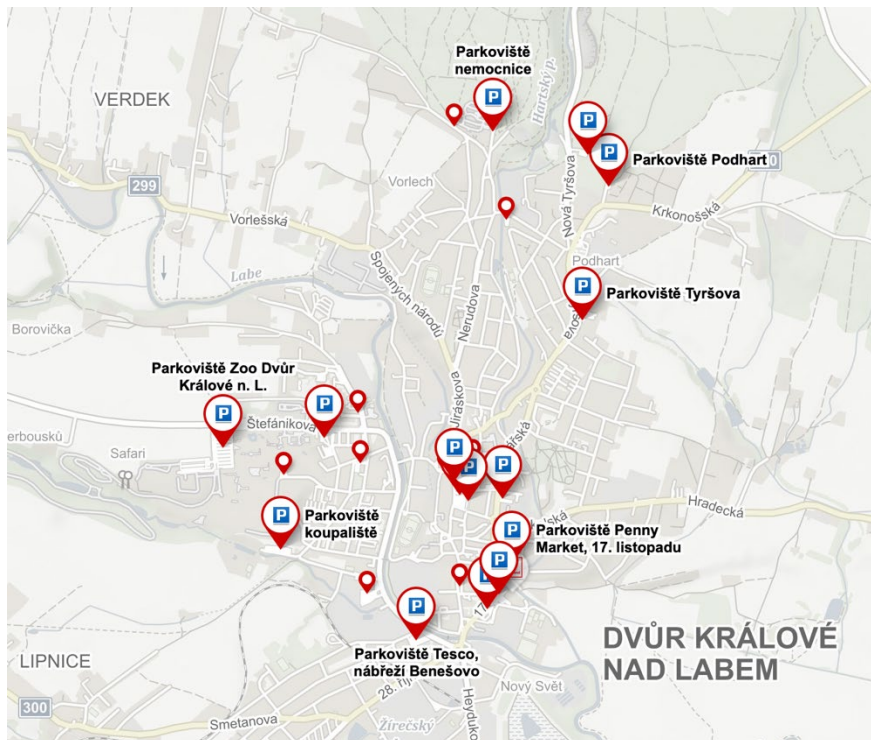 Parkoviště
nemocnice
VERDEK
Hartský p.
P
P
P
Parkoviště Podhart
299
Vorlech
Nová Tyršova
Krkonošská
Vorlešská
Podhart
Labe
Spojených národů
P
Parkoviště Tyršova
Nerudova
Borovička
Parkoviště Zoo Dvůr
Králové n. L.
Jiráskova
P
P
Štefánikova
Safari
P
P
P
Hradecká
P
Parkoviště
koupaliště
P
Parkoviště Penny
Market, 17. listopadu
P
P
P
Parkoviště Tesco,
nábřeží Benešovo
DVŮR KRÁLOVÉ
NAD LABEM
LIPNICE
Nový Svět
300
Smetanova
Žírečský